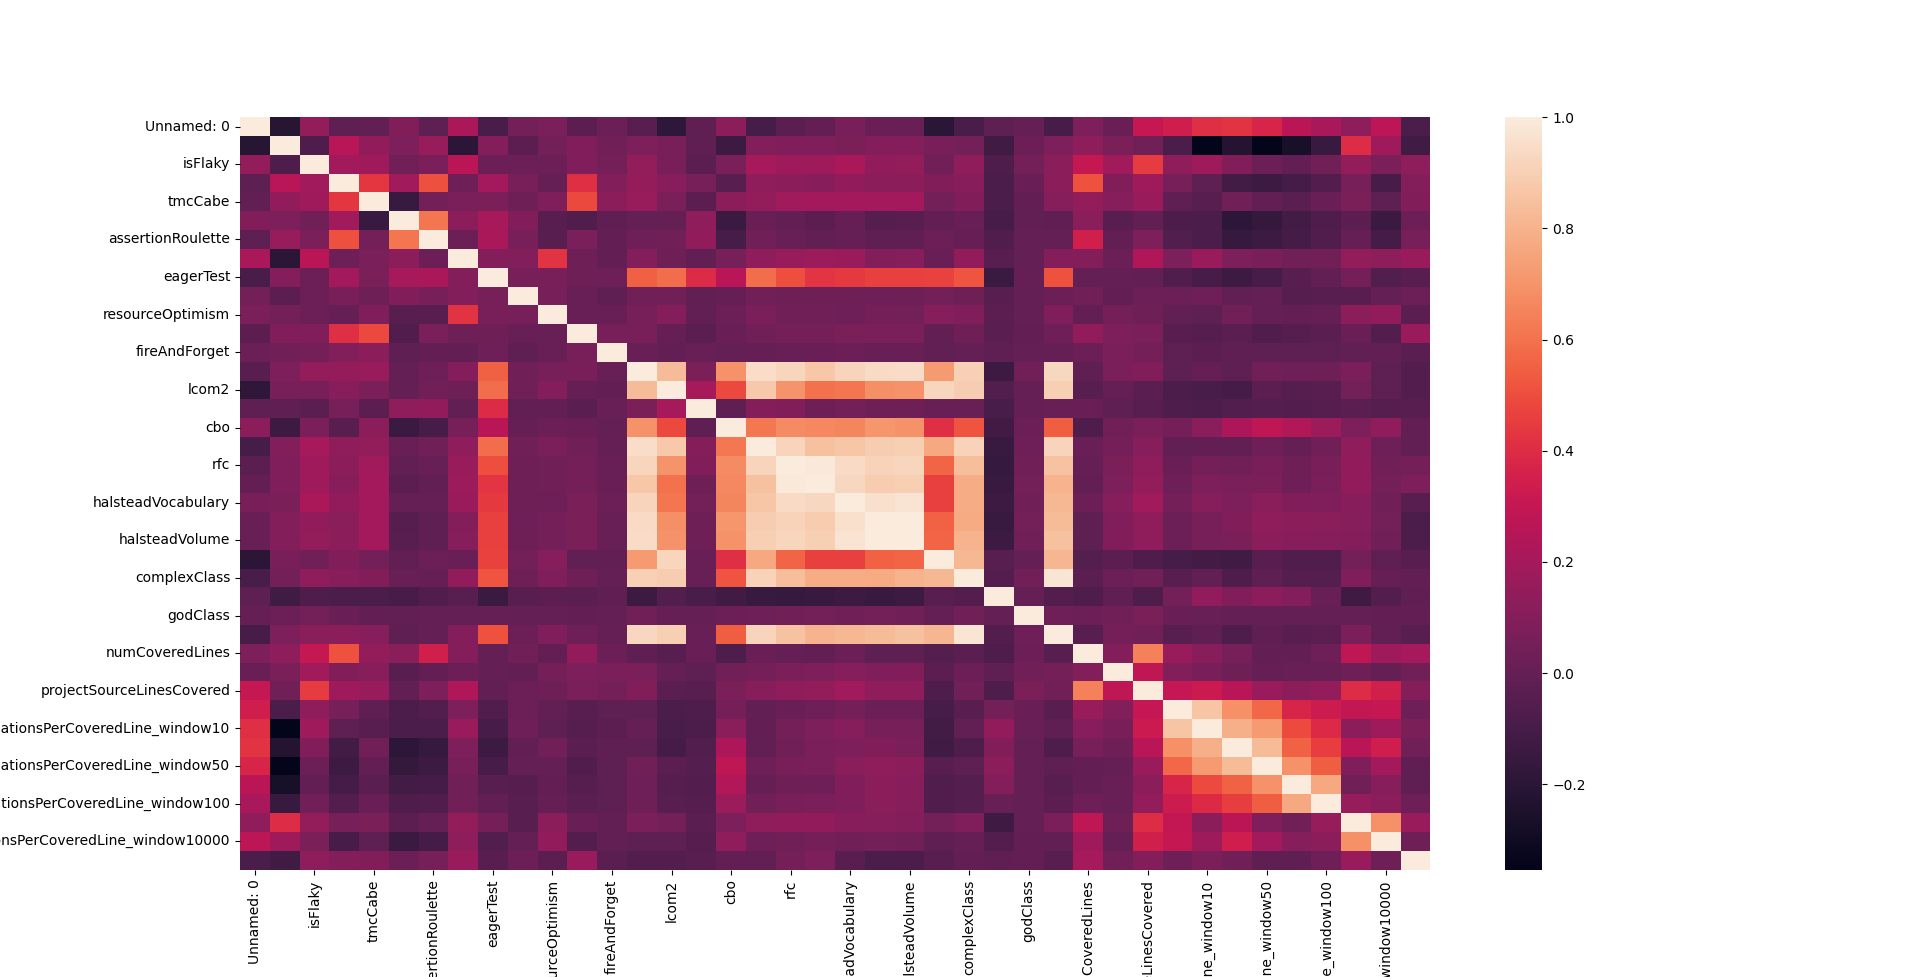 Unnamed: 0
isFlaky
tmcCabe
assertionRoulette
eagerTest
resourceOptimism
fireAndForget
lcom2
cbo
rfc
halsteadVocabulary
halsteadVolume
complexClass
godClass
numCoveredLines
projectSourceLinesCovered
ationsPerCoveredLine_window10
ationsPerCoveredLine_window50
tionsPerCoveredLine_window100
nsPerCoveredLine_window10000
Unnamed: 0
isFlaky
tmcCabe
ertionRoulette
eagerTest
urceOptimism
fireAndForget
lcom2
cbo
rfc
adVocabulary
lsteadVolume
complexClass
godClass
CoveredLines
LinesCovered
ne_window10
ne_window50
e_window100
window10000
1.0
0.8
0.6
0.4
0.2
0.0
−0.2